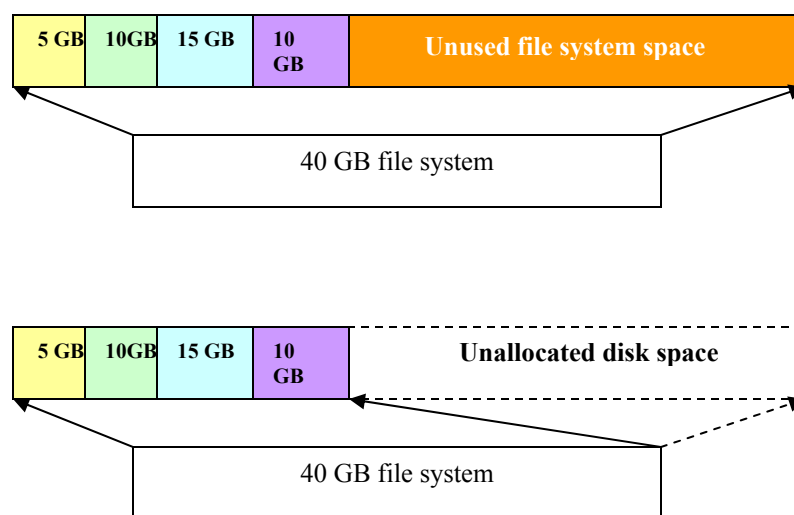 5 GB 10GB 15 GB 10 GB Unused file system space
40 GB file system
5 GB 10GB 15 GB 10 GB Unallocated disk space
40 GB file system